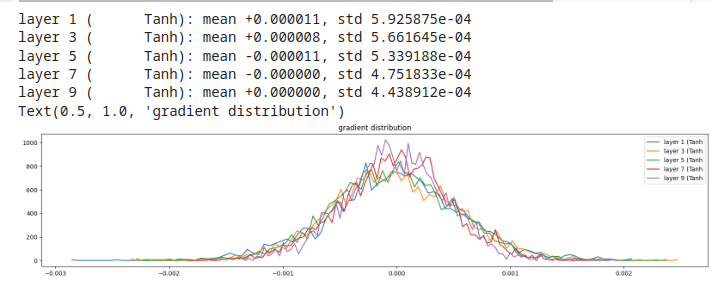 layer 1 (      Tanh): mean +0.000011, std 5.925875e-04
layer 3 (      Tanh): mean +0.000008, std 5.661645e-04
layer 5 (      Tanh): mean -0.000011, std 5.339188e-04
layer 7 (      Tanh): mean -0.000000, std 4.751833e-04
layer 9 (      Tanh): mean +0.000000, std 4.438912e-04
Text(0.5, 1.0, 'gradient distribution')
gradient distribution
1000
800
600
400
200
0
layer 1 (Tanh
layer 3 (Tanh
layer 5 (Tanh
layer 7 (Tanh
layer 9 (Tanh
−0.003 −0.002 −0.001 0.000 0.001 0.002